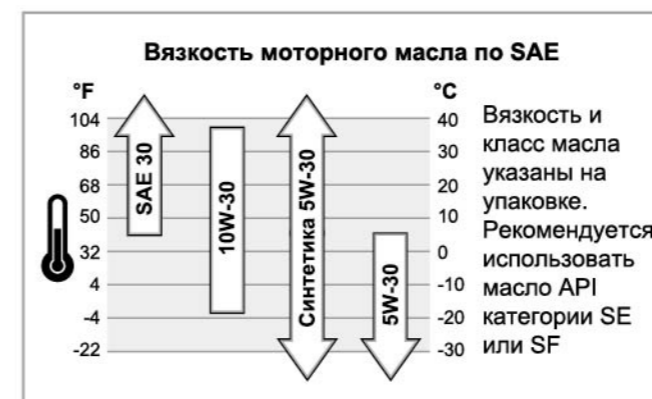 Вязкость моторного масла по SAE
°F
104
86
68
50
32
4
-4
-22
SAE 30
10W-30
Синтетика 5W-30
5W-30
°C
40
30
20
10
0
-10
-20
-30
Вязкость и
класс масла
указаны на
упаковке.
Рекомендуется
использовать
масло API
категории SE
или SF